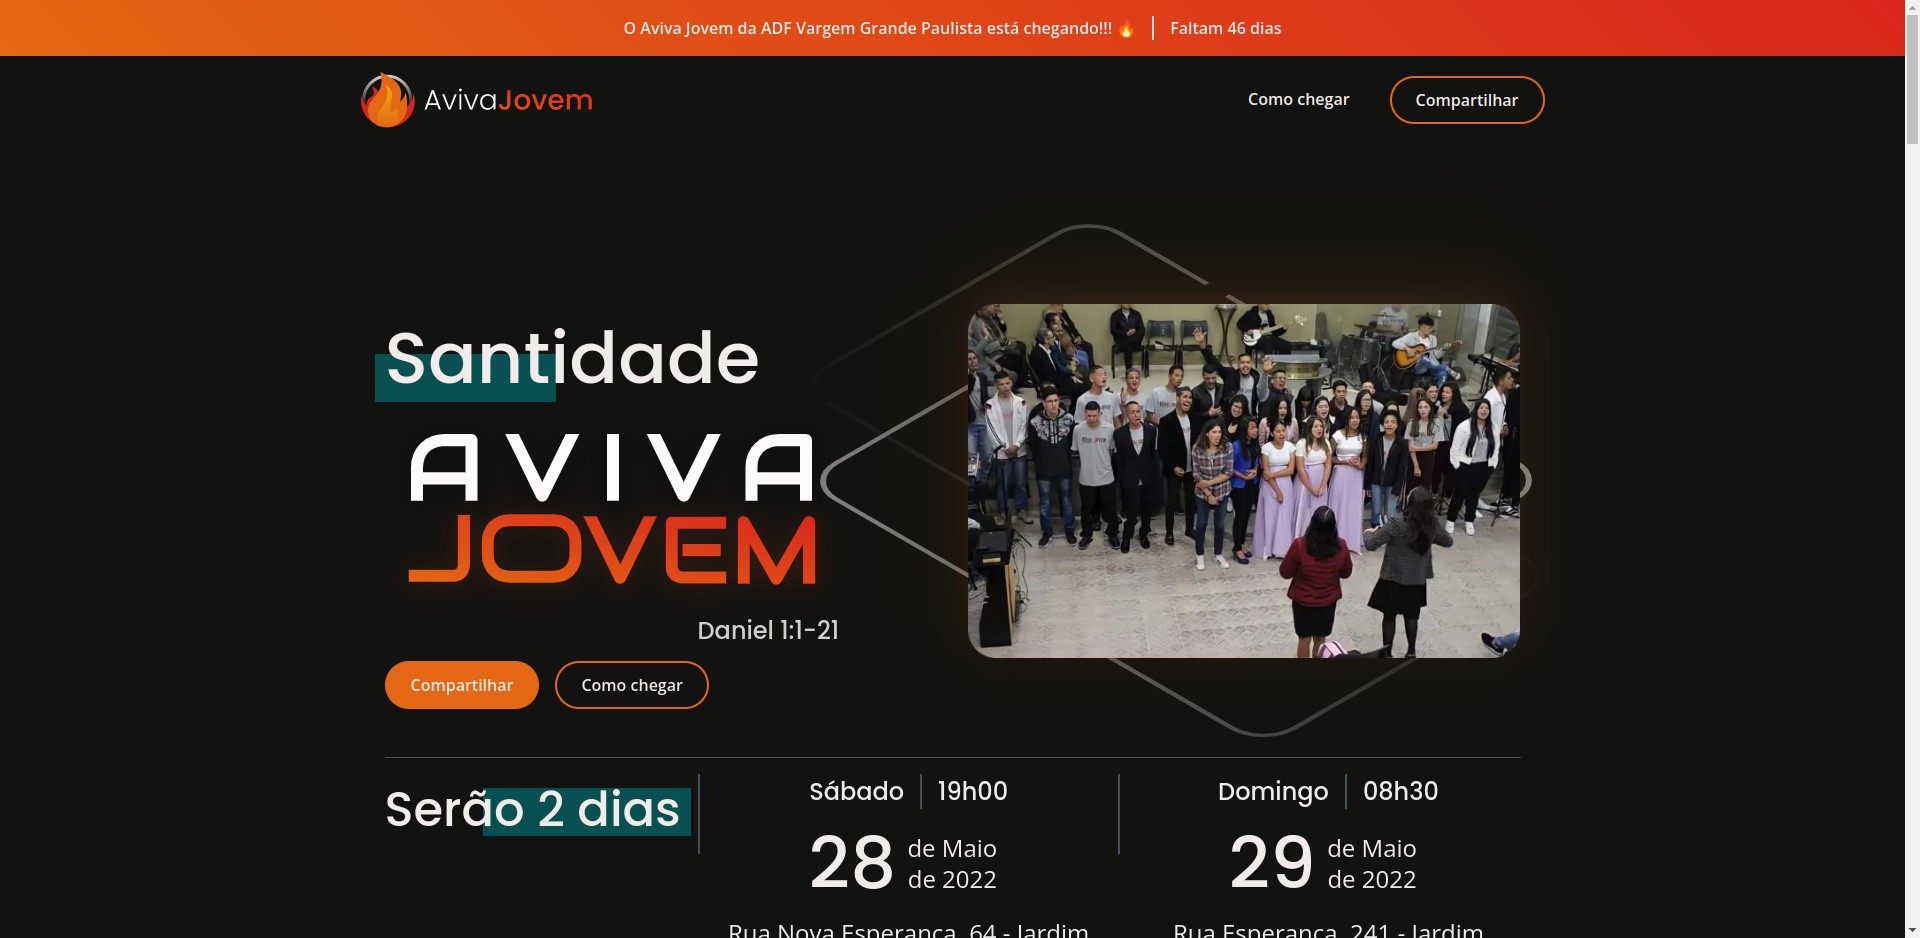 O Aviva Jovem da ADF Vargem Grande Paulista está chegando!!! 🔥 Faltam 46 dias
AvivaJovem
Como chegar
Compartilhar
Santidade
AVIVA
JOVEM
Daniel 1:1-21
Compartilhar
Como chegar
Serão 2 dias
Sábado 19h00
28 de Maio
de 2022
Rua Nova Esperança, 64 - Jardim
Domingo 08h30
29 de Maio
de 2022
Rua Esperança, 241 - Jardim